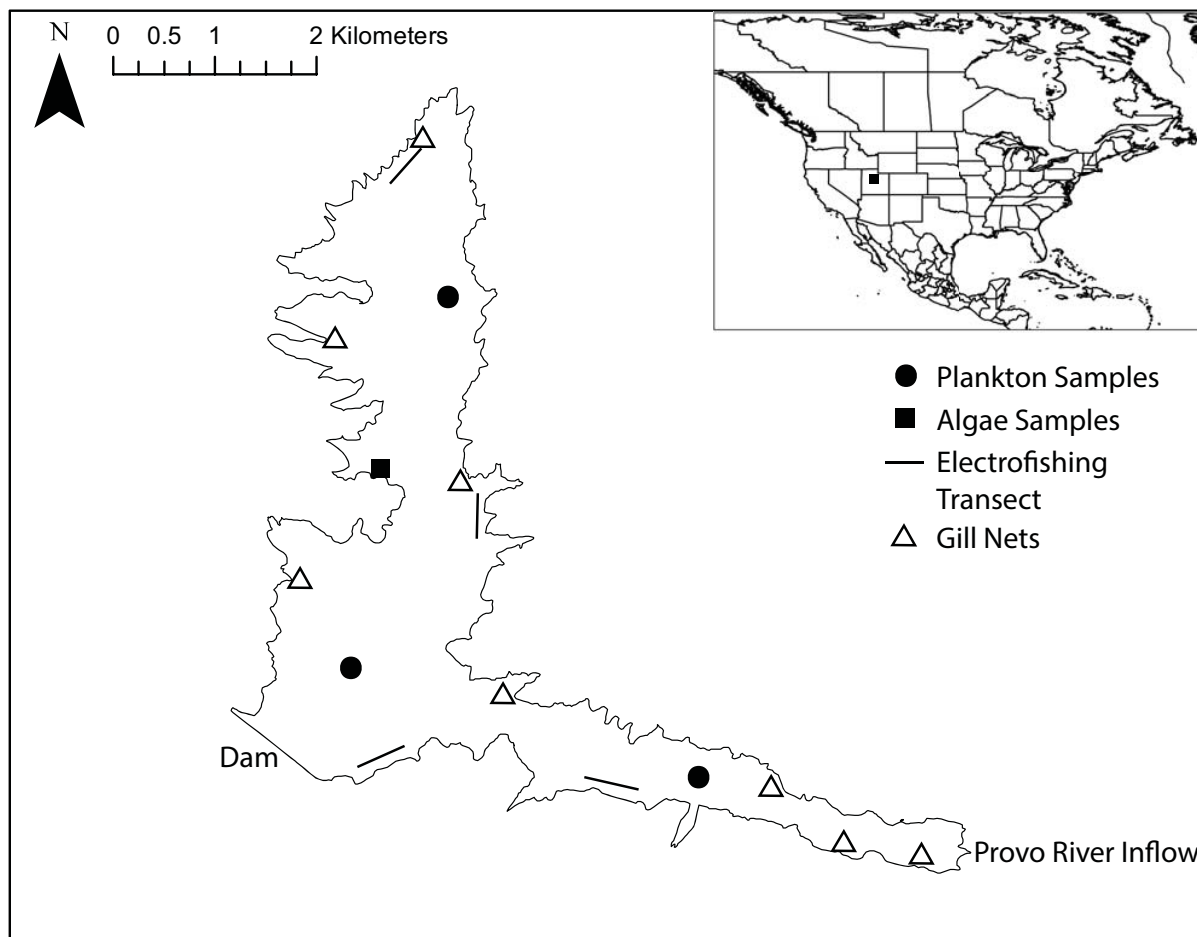 N
0 0.5 1 2 Kilometers
Plankton Samples
Algae Samples
Electrofishing
Transect
Gill Nets
Dam
Provo River Inflow